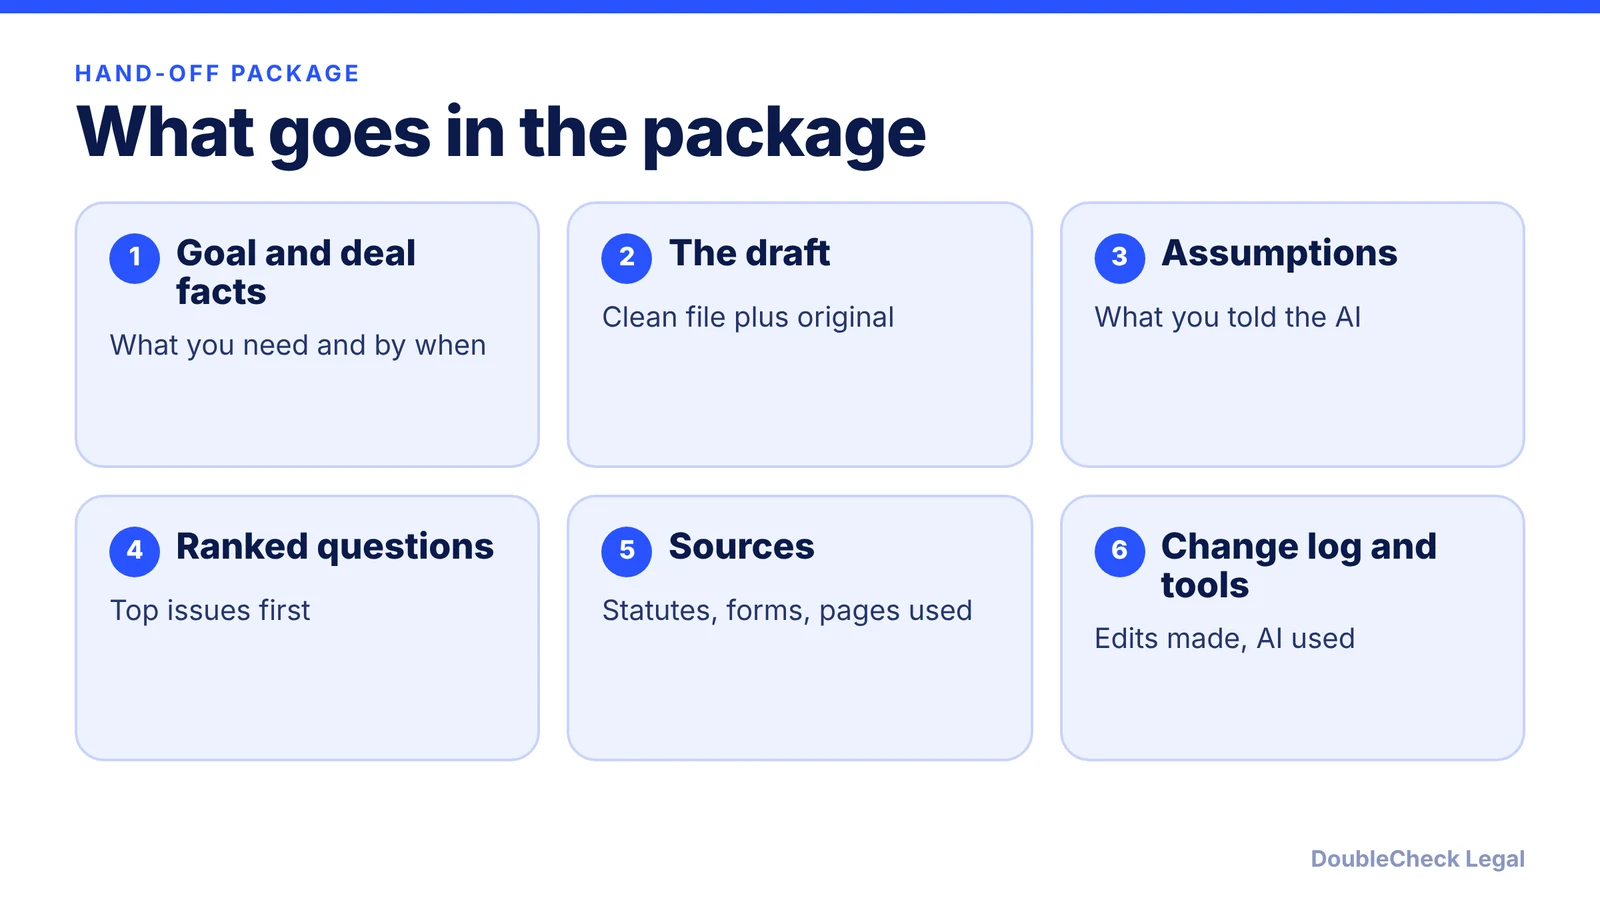 HAND-OFF PACKAGE
What goes in the package
1
Goal and deal
facts
What you need and by when
2
The draft
Clean file plus original
3
Assumptions
What you told the AI
4
Ranked questions
Top issues first
5
Sources
Statutes, forms, pages used
6
Change log and
tools
Edits made, AI used
DoubleCheck Legal